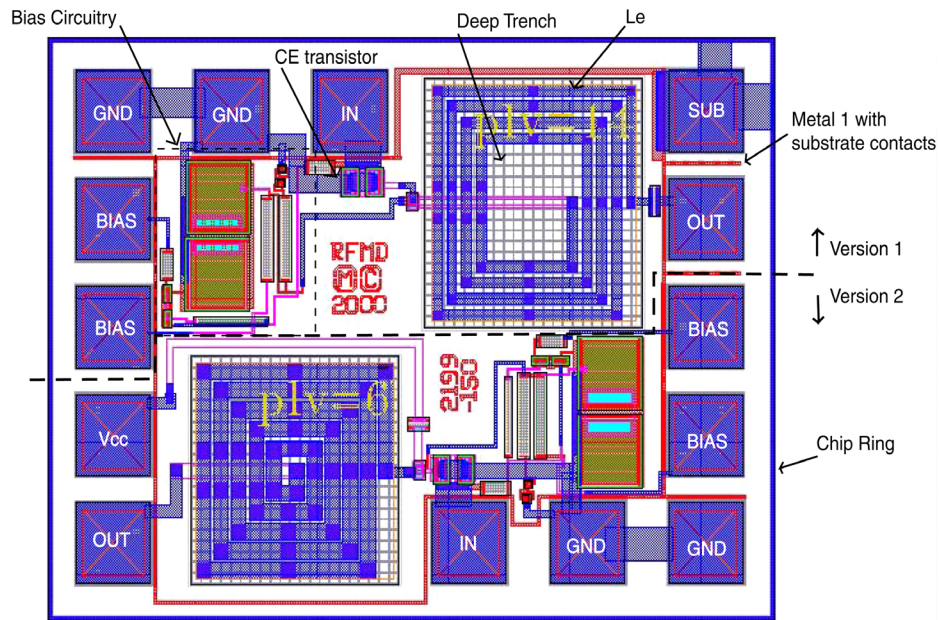 Bias Circuitry
Deep Trench
Le
CE transistor
GND
GND
IN
plv=11
SUB
Metal 1 with
substrate contacts
BIAS
OUT
RFMD
MC
2000
Version 1
Version 2
BIAS
BIAS
2199
-150
plv=6
Vcc
BIAS
Chip Ring
OUT
IN
GND
GND